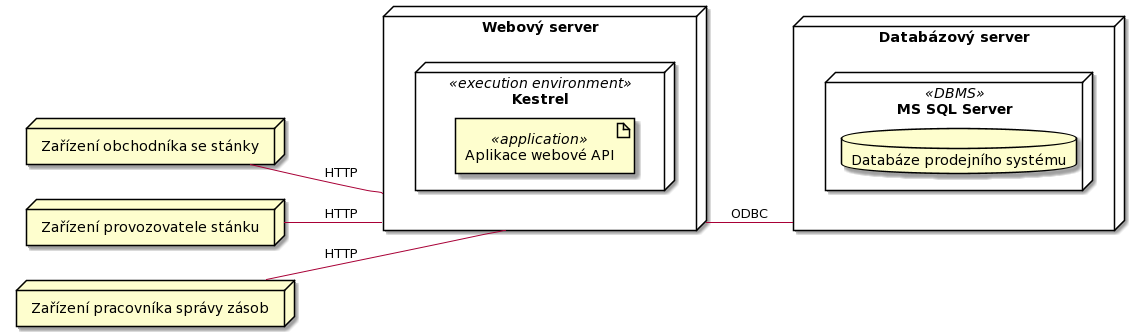 Webový server
«execution environment»
Kestrel
«application»
Aplikace webové API
Databázový server
«DBMS»
MS SQL Server
Databáze prodejního systému
Zařízení obchodníka se stánky
HTTP
Zařízení provozovatele stánku
HTTP
ODBC
HTTP
Zařízení pracovníka správy zásob